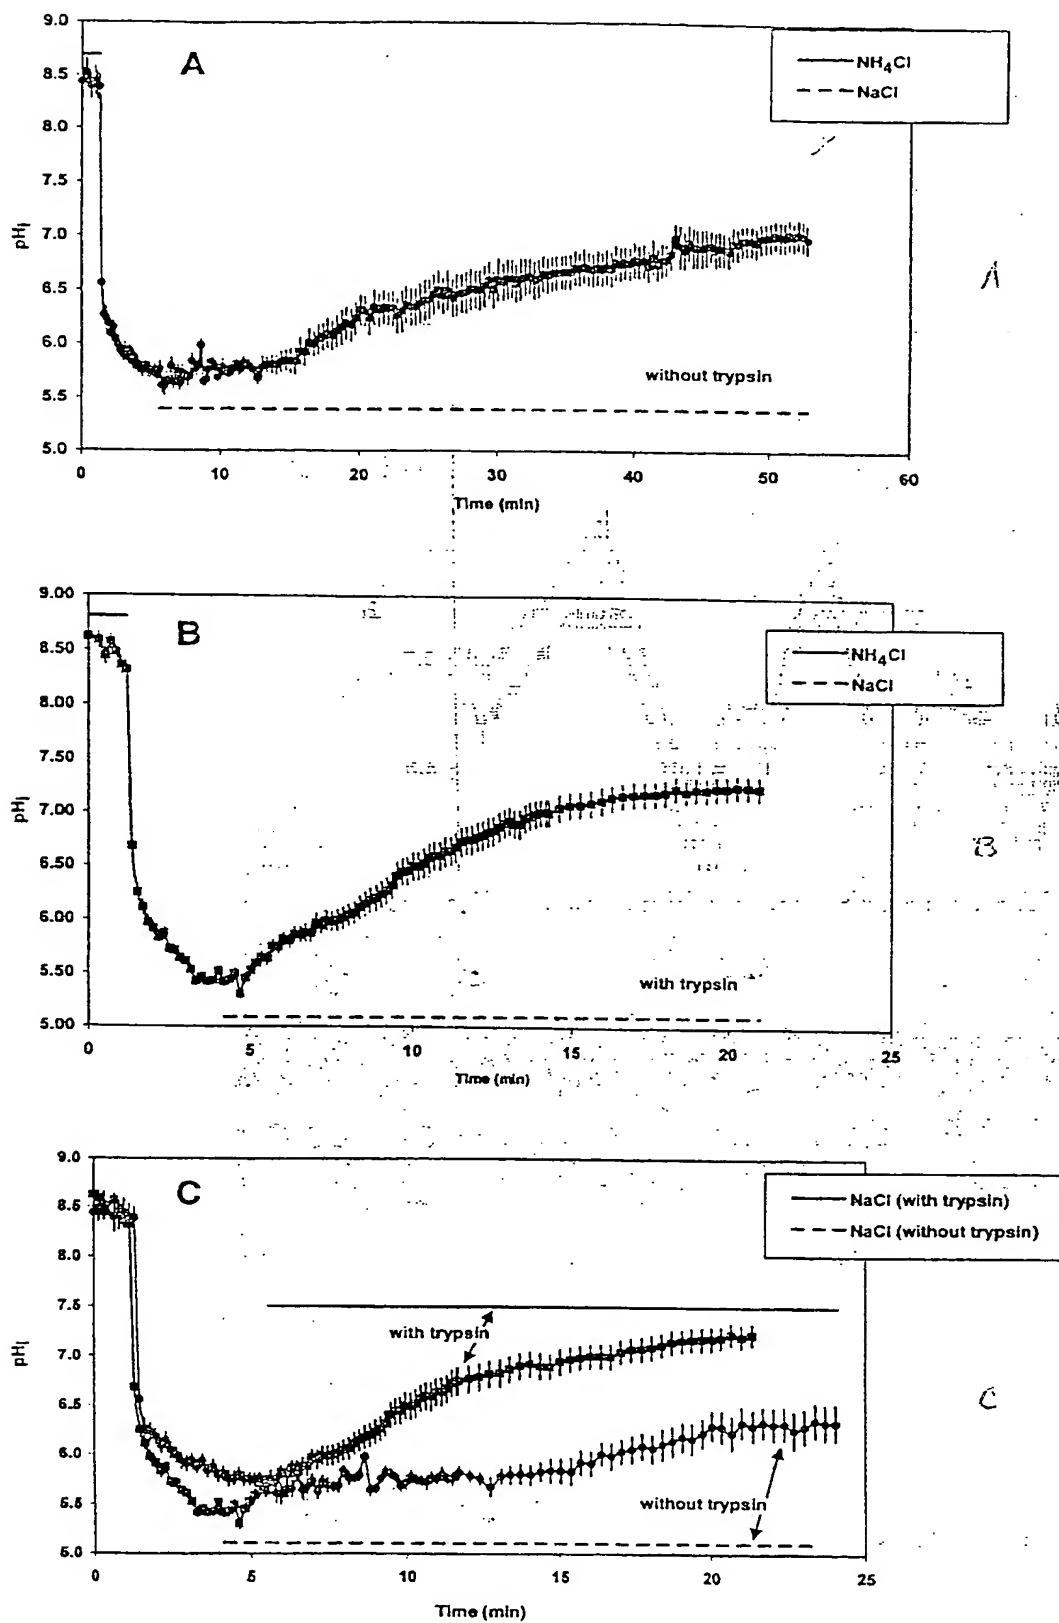 A
NH4Cl
NaCl
9.0
8.5
8.0
7.5
7.0
6.5
6.0
5.5
5.0
pHi
without trypsin
0 10 20 30 40 50 60
Time (min)
A
B
NH4Cl
NaCl
9.00
8.50
8.00
7.50
7.00
6.50
6.00
5.50
5.00
pHi
with trypsin
0 5 10 15 20 25
Time (min)
B
C
NaCl (with trypsin)
NaCl (without trypsin)
9.0
8.5
8.0
7.5
7.0
6.5
6.0
5.5
5.0
pHi
with trypsin
without trypsin
0 5 10 15 20 25
Time (min)
C